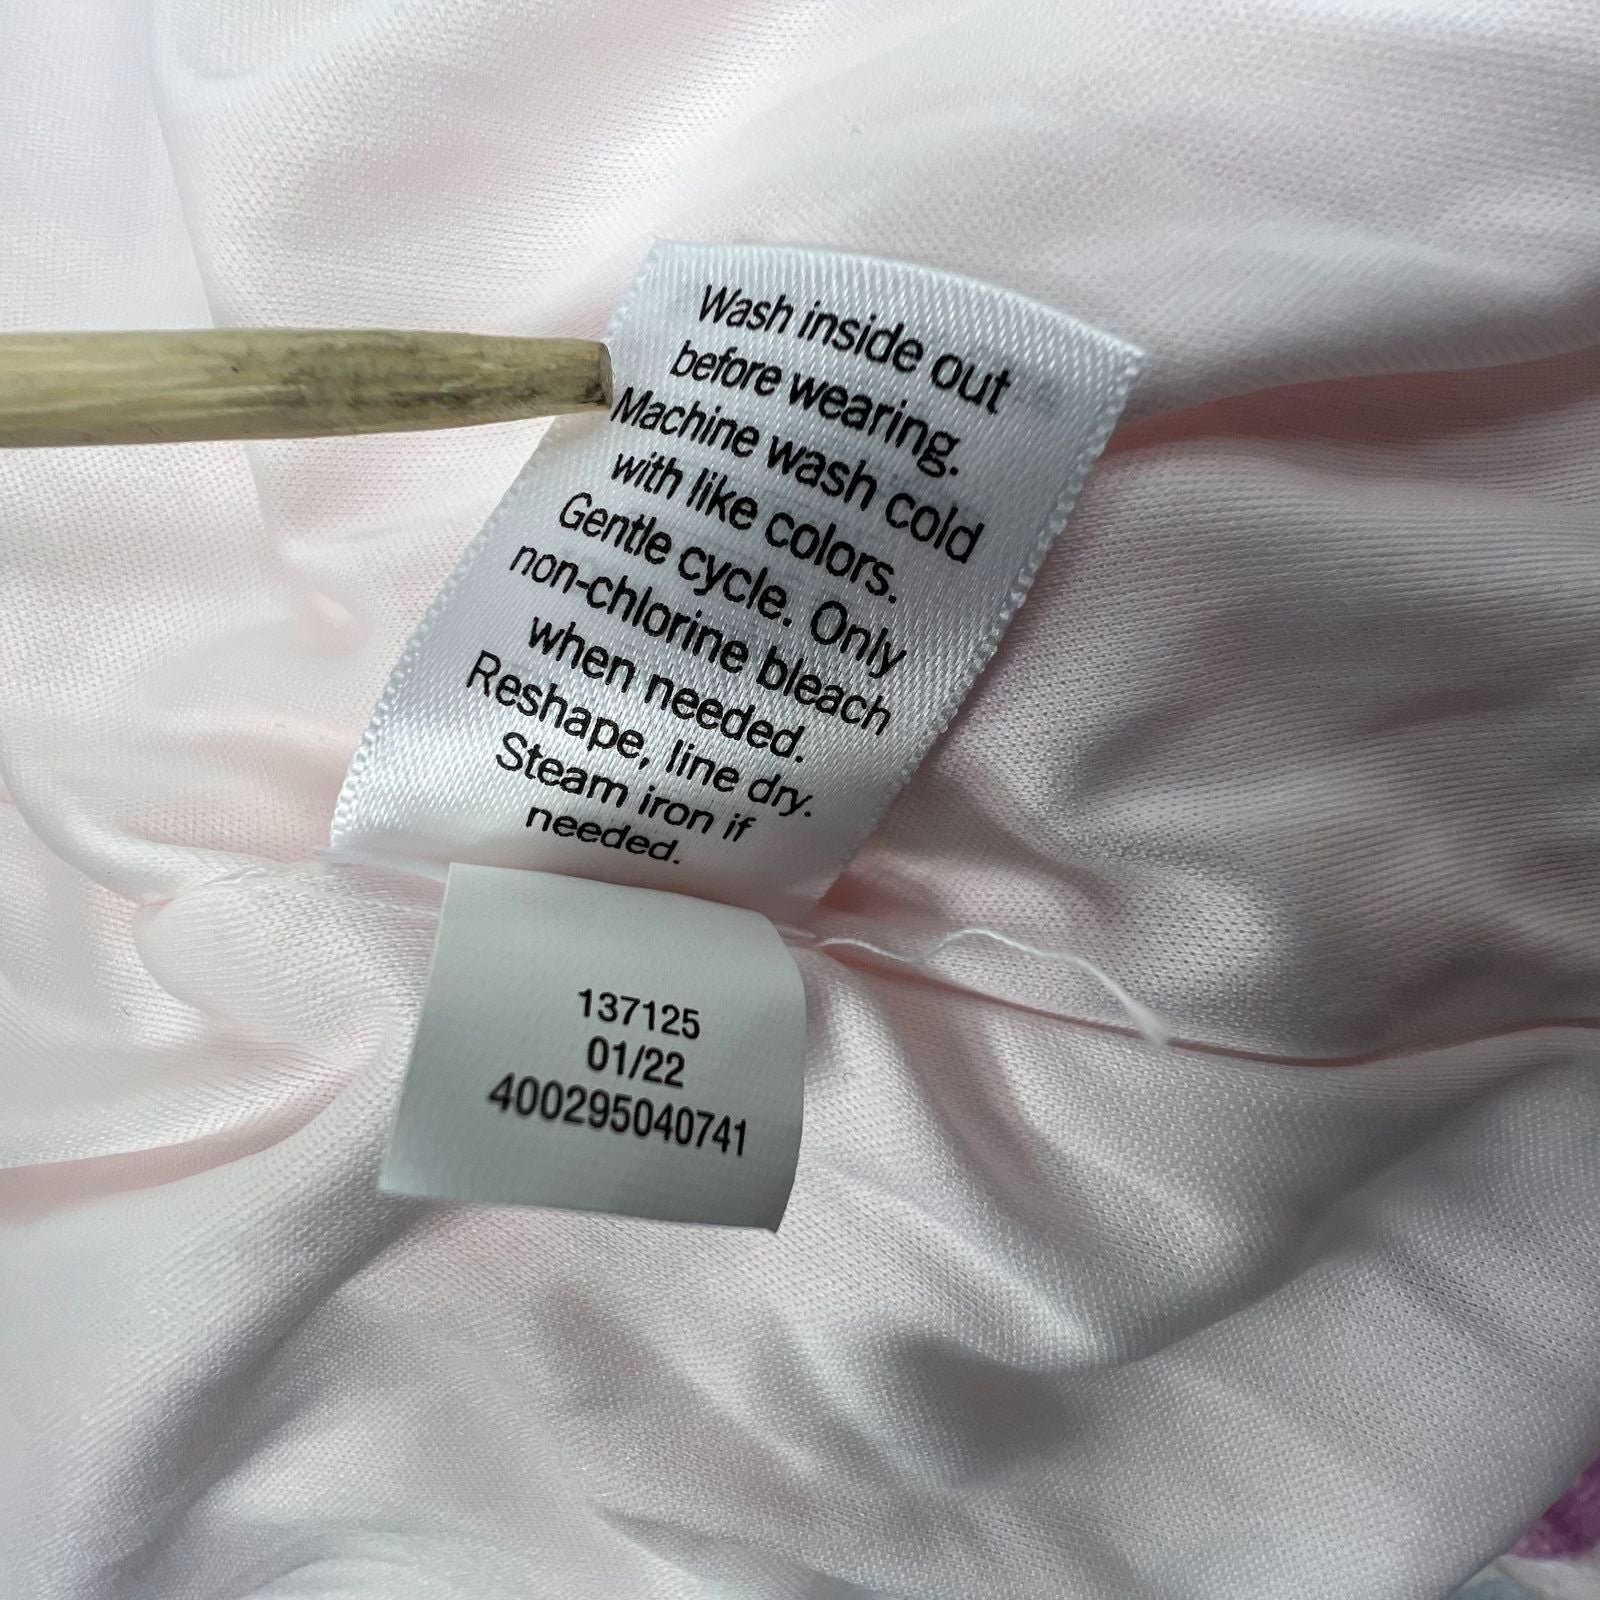 Wash inside out
before wearing.
Machine wash cold
with like colors.
Gentle cycle. Only
non-chlorine bleach
when needed.
Reshape, line dry.
Steam iron if
needed.
137125
01/22
400295040741